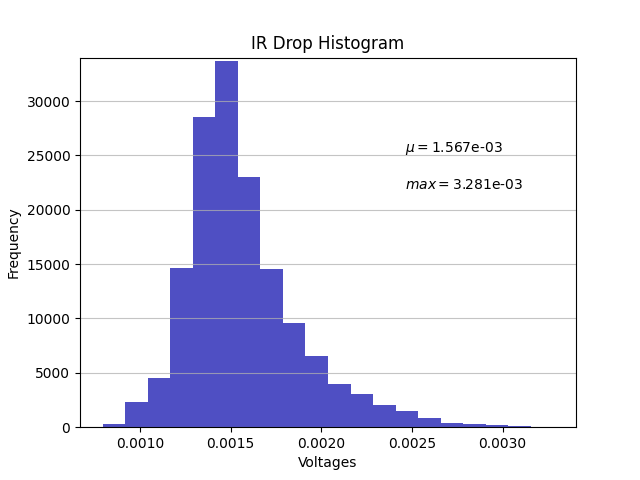 IR Drop Histogram
30000
25000
20000
15000
10000
5000
0
Frequency
μ = 1.567e-03
max = 3.281e-03
0.0010
0.0015
0.0020
0.0025
0.0030
Voltages